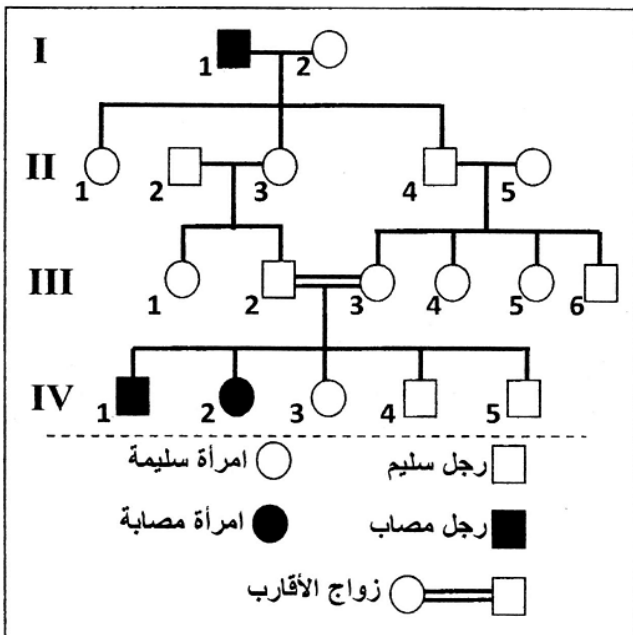 I
1 2
II
1 2 3 4 5
III
1 2 3 4 5 6
IV
1 2 3 4 5
رجل سليم امرأة سليمة
رجل مصاب امرأة مصابة
زواج الأقارب